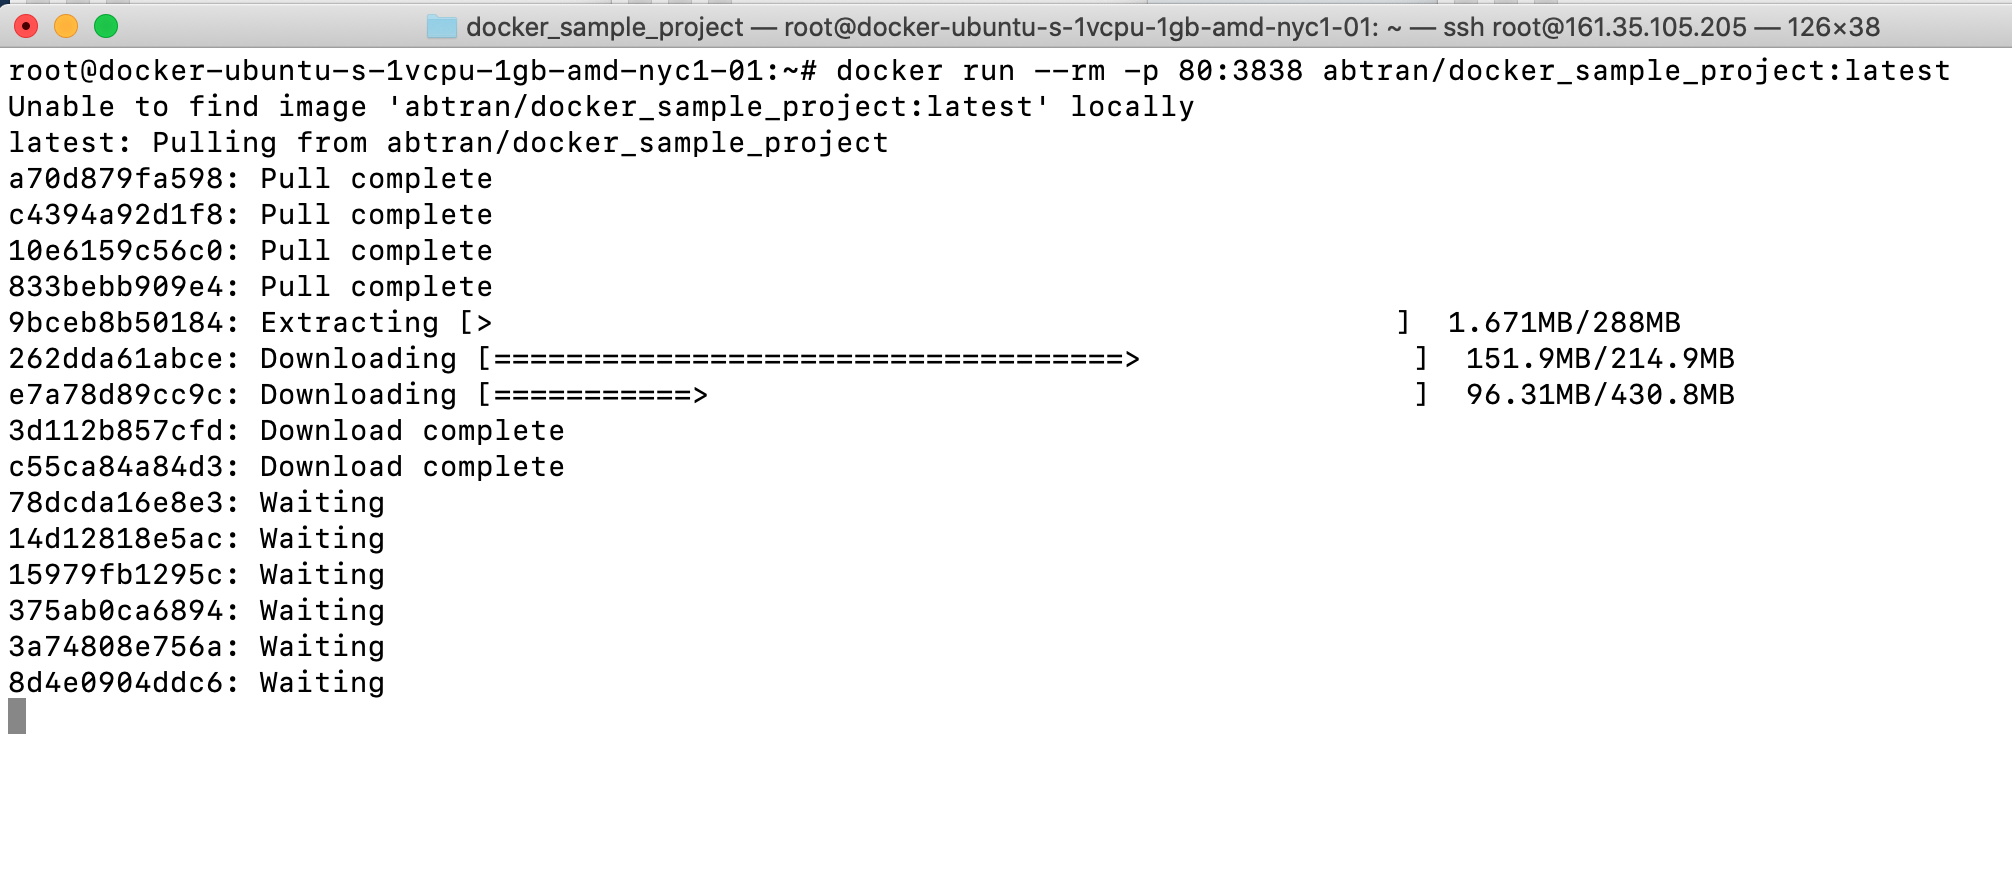 docker_sample_project — root@docker-ubuntu-s-1vcpu-1gb-amd-nyc1-01: ~ — ssh root@161.35.105.205 — 126×38
root@docker-ubuntu-s-1vcpu-1gb-amd-nyc1-01:~# docker run --rm -p 80:3838 abtran/docker_sample_project:latest
Unable to find image 'abtran/docker_sample_project:latest' locally
latest: Pulling from abtran/docker_sample_project
a70d879fa598: Pull complete
c4394a92d1f8: Pull complete
10e6159c56c0: Pull complete
833bebb909e4: Pull complete
9bceb8b50184: Extracting [>                                                  ]  1.671MB/288MB
262dda61abce: Downloading [===================================>               ]  151.9MB/214.9MB
e7a78d89cc9c: Downloading [===========>                                       ]  96.31MB/430.8MB
3d112b857cfd: Download complete
c55ca84a84d3: Download complete
78dcda16e8e3: Waiting
14d12818e5ac: Waiting
15979fb1295c: Waiting
375ab0ca6894: Waiting
3a74808e756a: Waiting
8d4e0904ddc6: Waiting